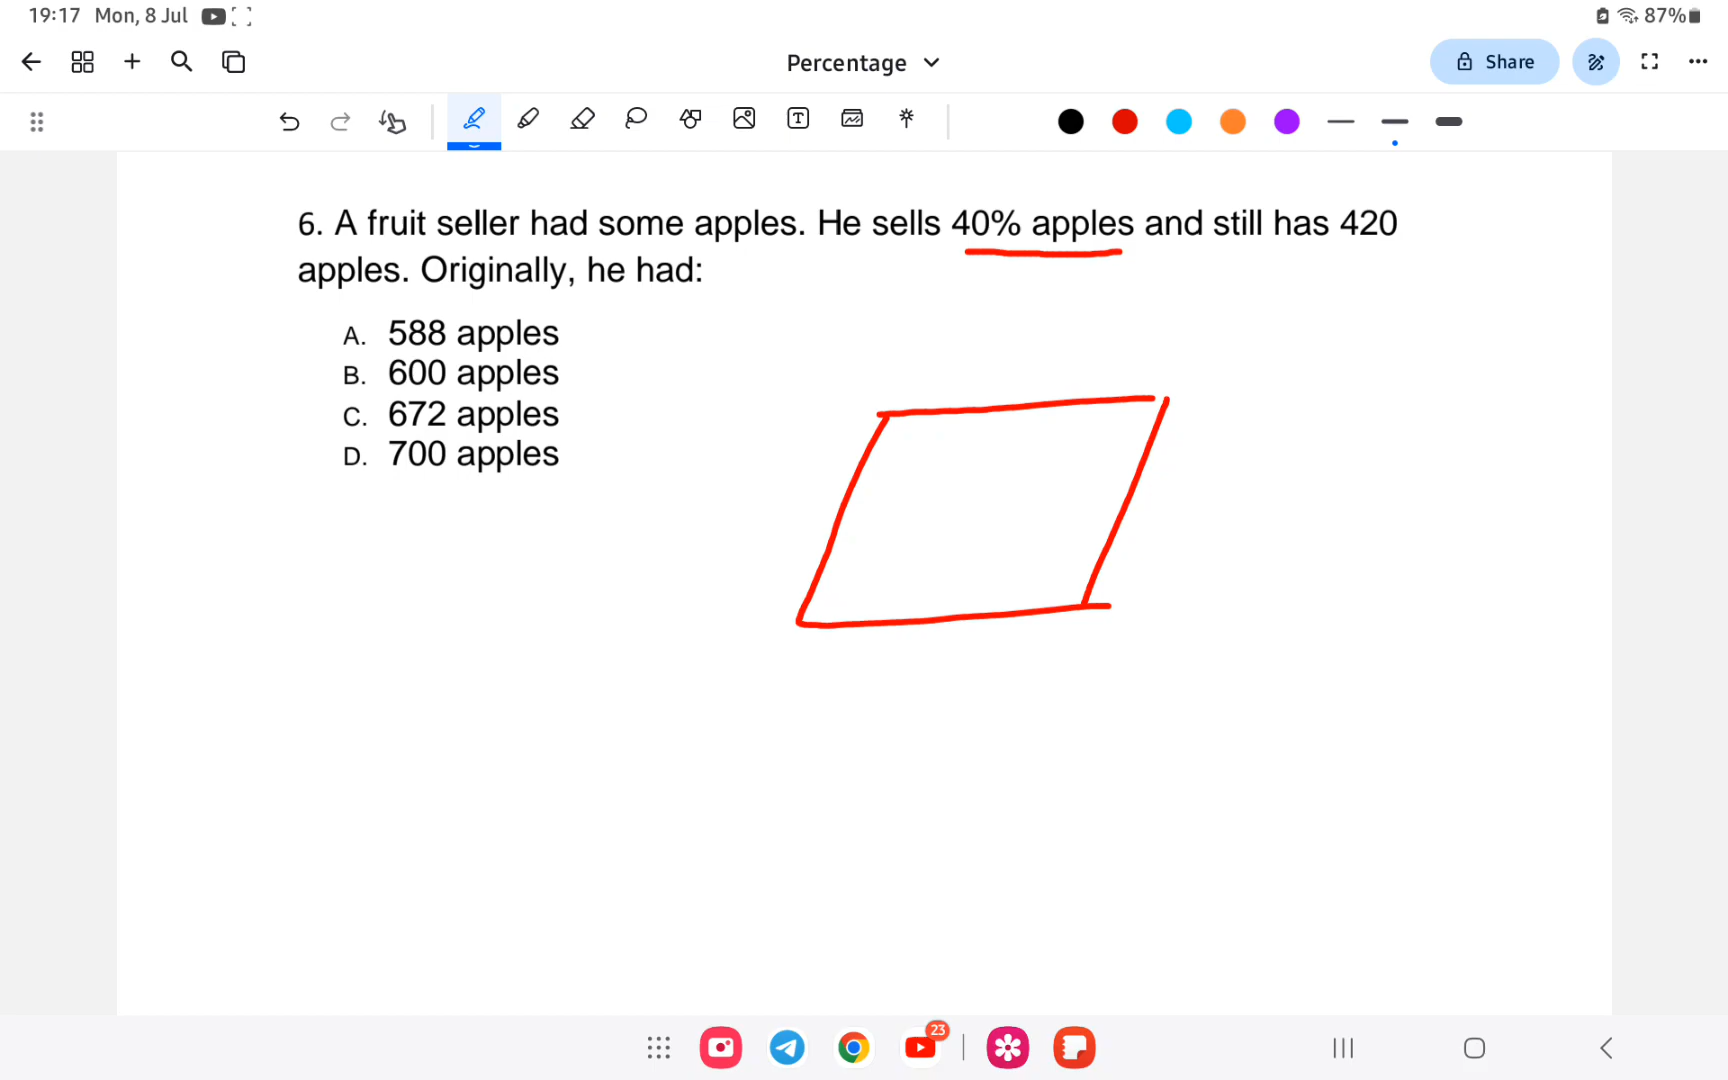 19:17 Mon, 8 Jul
87%
Percentage
Share
6. A fruit seller had some apples. He sells 40% apples and still has 420
apples. Originally, he had:
A. 588 apples
B. 600 apples
C. 672 apples
D. 700 apples
23